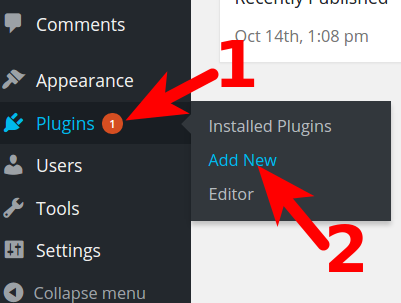 Recently Published
Oct 14th, 1:08 pm
Comments
Appearance
Plugins 1
Users
Tools
Settings
Collapse menu
Installed Plugins
Add New
Editor
1
2